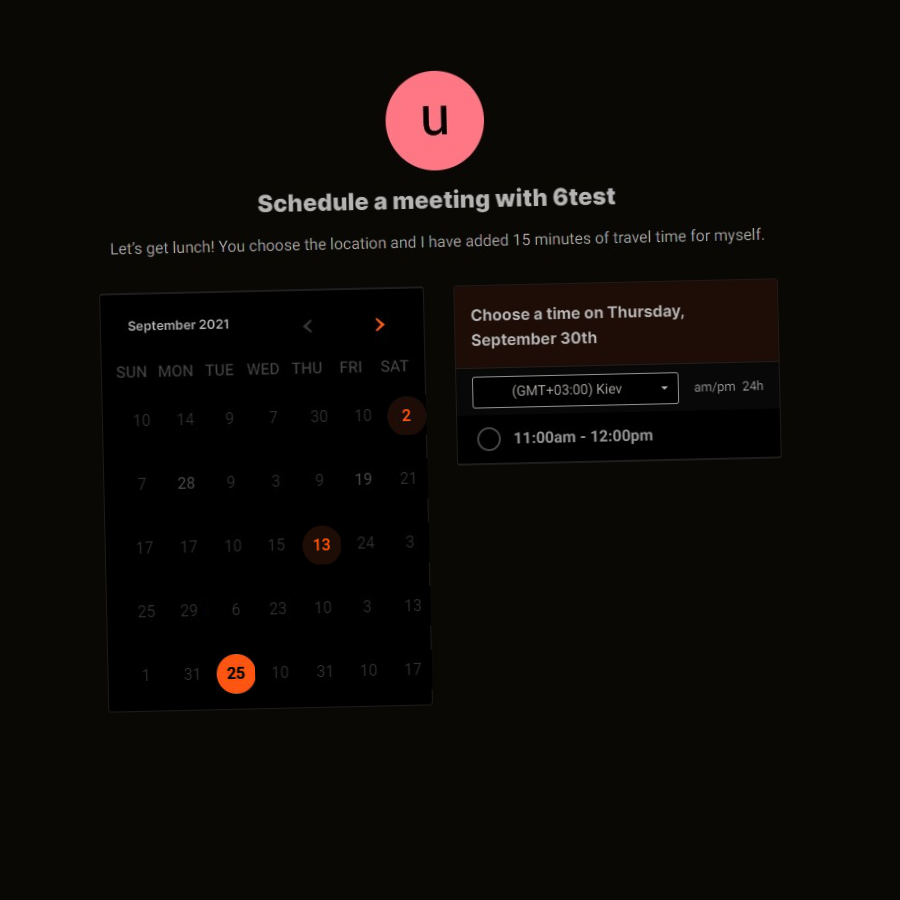 u
Schedule a meeting with 6test
Let's get lunch! You choose the location and I have added 15 minutes of travel time for myself.
September 2021
SUN MON TUE WED THU FRI SAT
10 14 9 7 30 10 2
7 28 9 3 9 19 21
17 17 10 15 13 24 3
25 29 6 23 10 3 13
1 31 25 10 31 10 17
Choose a time on Thursday,
September 30th
(GMT+03:00) Kiev am/pm 24h
11:00am - 12:00pm